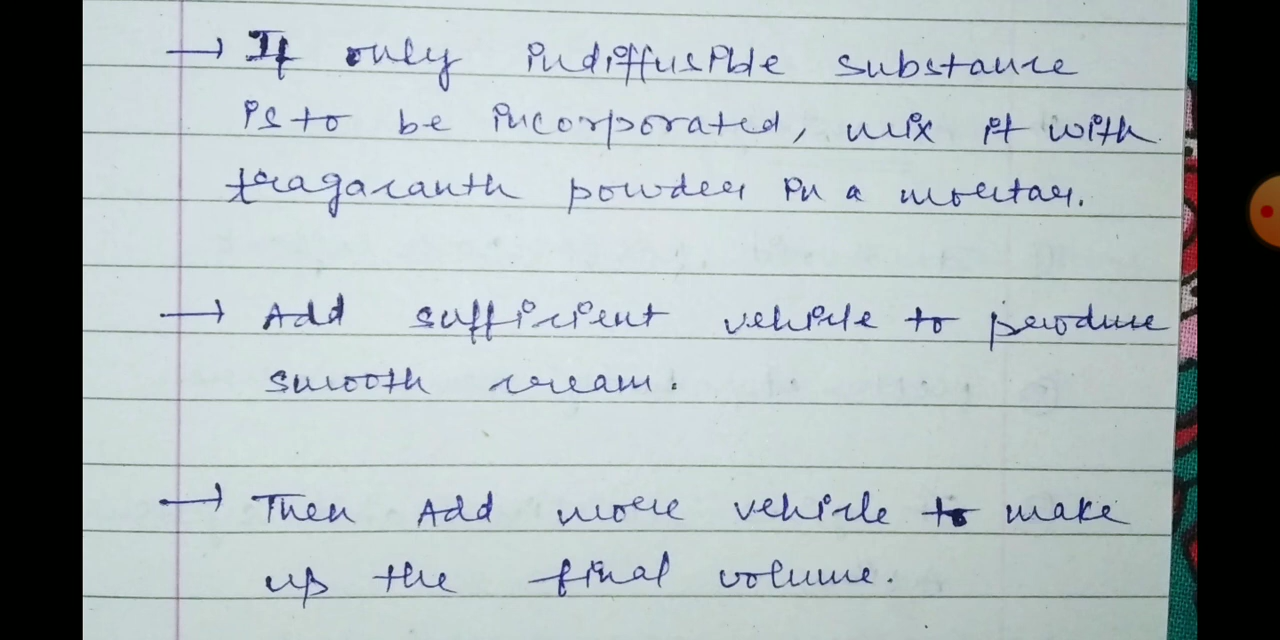 → If only indiffusible substance
is to be incorporated, mix it with
tragacanth powder in a mortar.
→ Add sufficient vehicle to produce
smooth cream.
→ Then Add more vehicle to make
up the final volume.